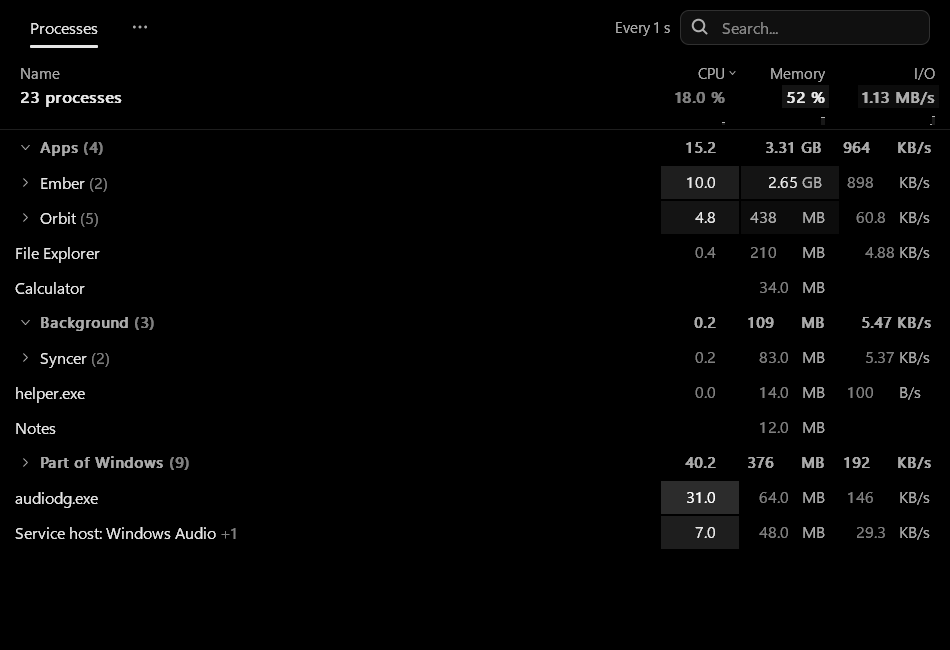 Processes ··· Every 1 s Search...
Name CPU Memory I/O
23 processes 18.0 % 52 % 1.13 MB/s
Apps (4) 15.2 3.31 GB 964 KB/s
Ember (2) 10.0 2.65 GB 898 KB/s
Orbit (5) 4.8 438 MB 60.8 KB/s
File Explorer 0.4 210 MB 4.88 KB/s
Calculator 34.0 MB
Background (3) 0.2 109 MB 5.47 KB/s
Syncer (2) 0.2 83.0 MB 5.37 KB/s
helper.exe 0.0 14.0 MB 100 B/s
Notes 12.0 MB
Part of Windows (9) 40.2 376 MB 192 KB/s
audiodg.exe 31.0 64.0 MB 146 KB/s
Service host: Windows Audio +1 7.0 48.0 MB 29.3 KB/s